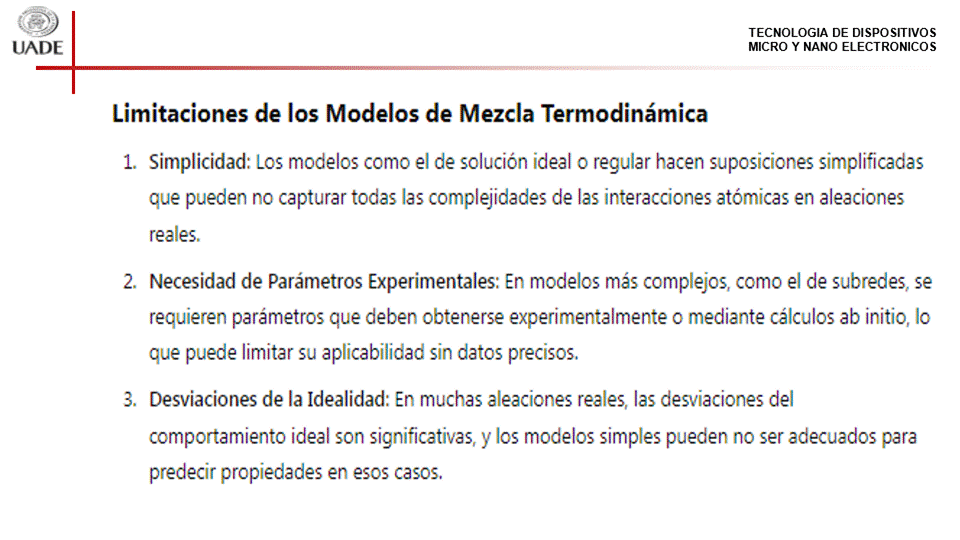 UADE
TECNOLOGIA DE DISPOSITIVOS
MICRO Y NANO ELECTRONICOS
Limitaciones de los Modelos de Mezcla Termodinámica
1. Simplicidad: Los modelos como el de solución ideal o regular hacen suposiciones simplificadas
que pueden no capturar todas las complejidades de las interacciones atómicas en aleaciones
reales.
2. Necesidad de Parámetros Experimentales: En modelos más complejos, como el de subredes, se
requieren parámetros que deben obtenerse experimentalmente o mediante cálculos ab initio, lo
que puede limitar su aplicabilidad sin datos precisos.
3. Desviaciones de la Idealidad: En muchas aleaciones reales, las desviaciones del
comportamiento ideal son significativas, y los modelos simples pueden no ser adecuados para
predecir propiedades en esos casos.